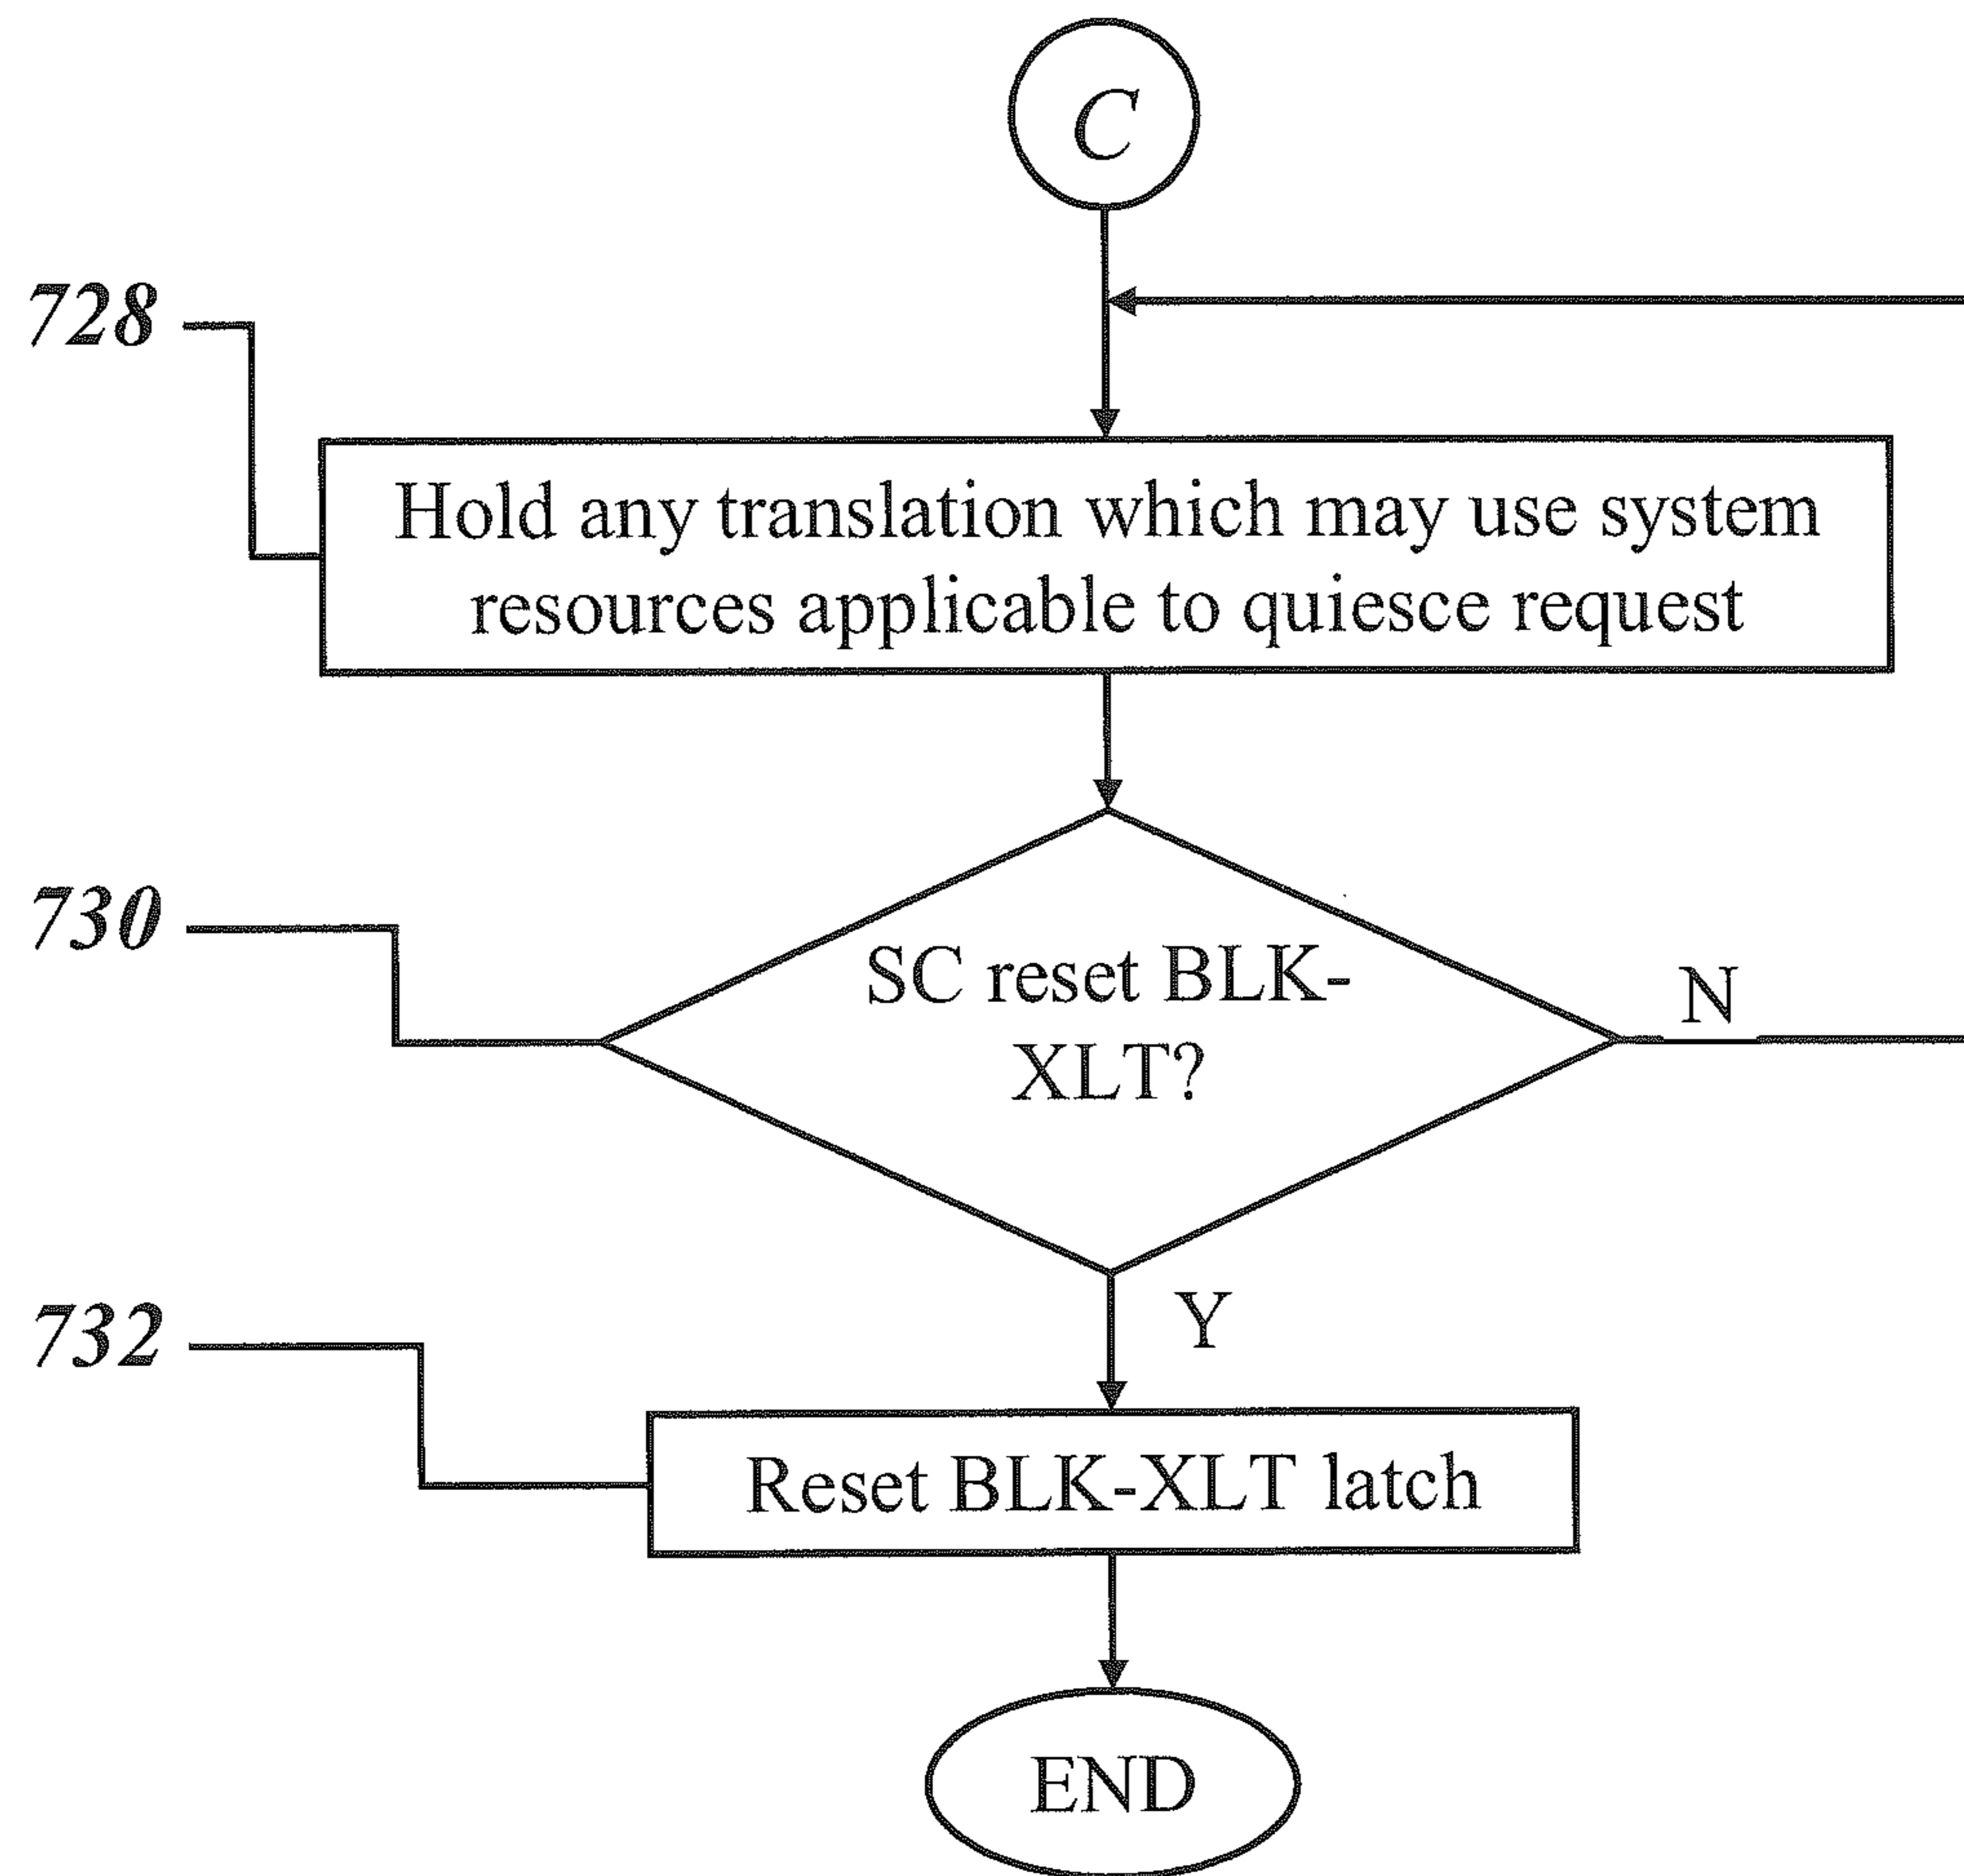 C
728
Hold any translation which may use system
resources applicable to quiesce request
730
SC reset BLK-
XLT?
N
Y
732
Reset BLK-XLT latch
END